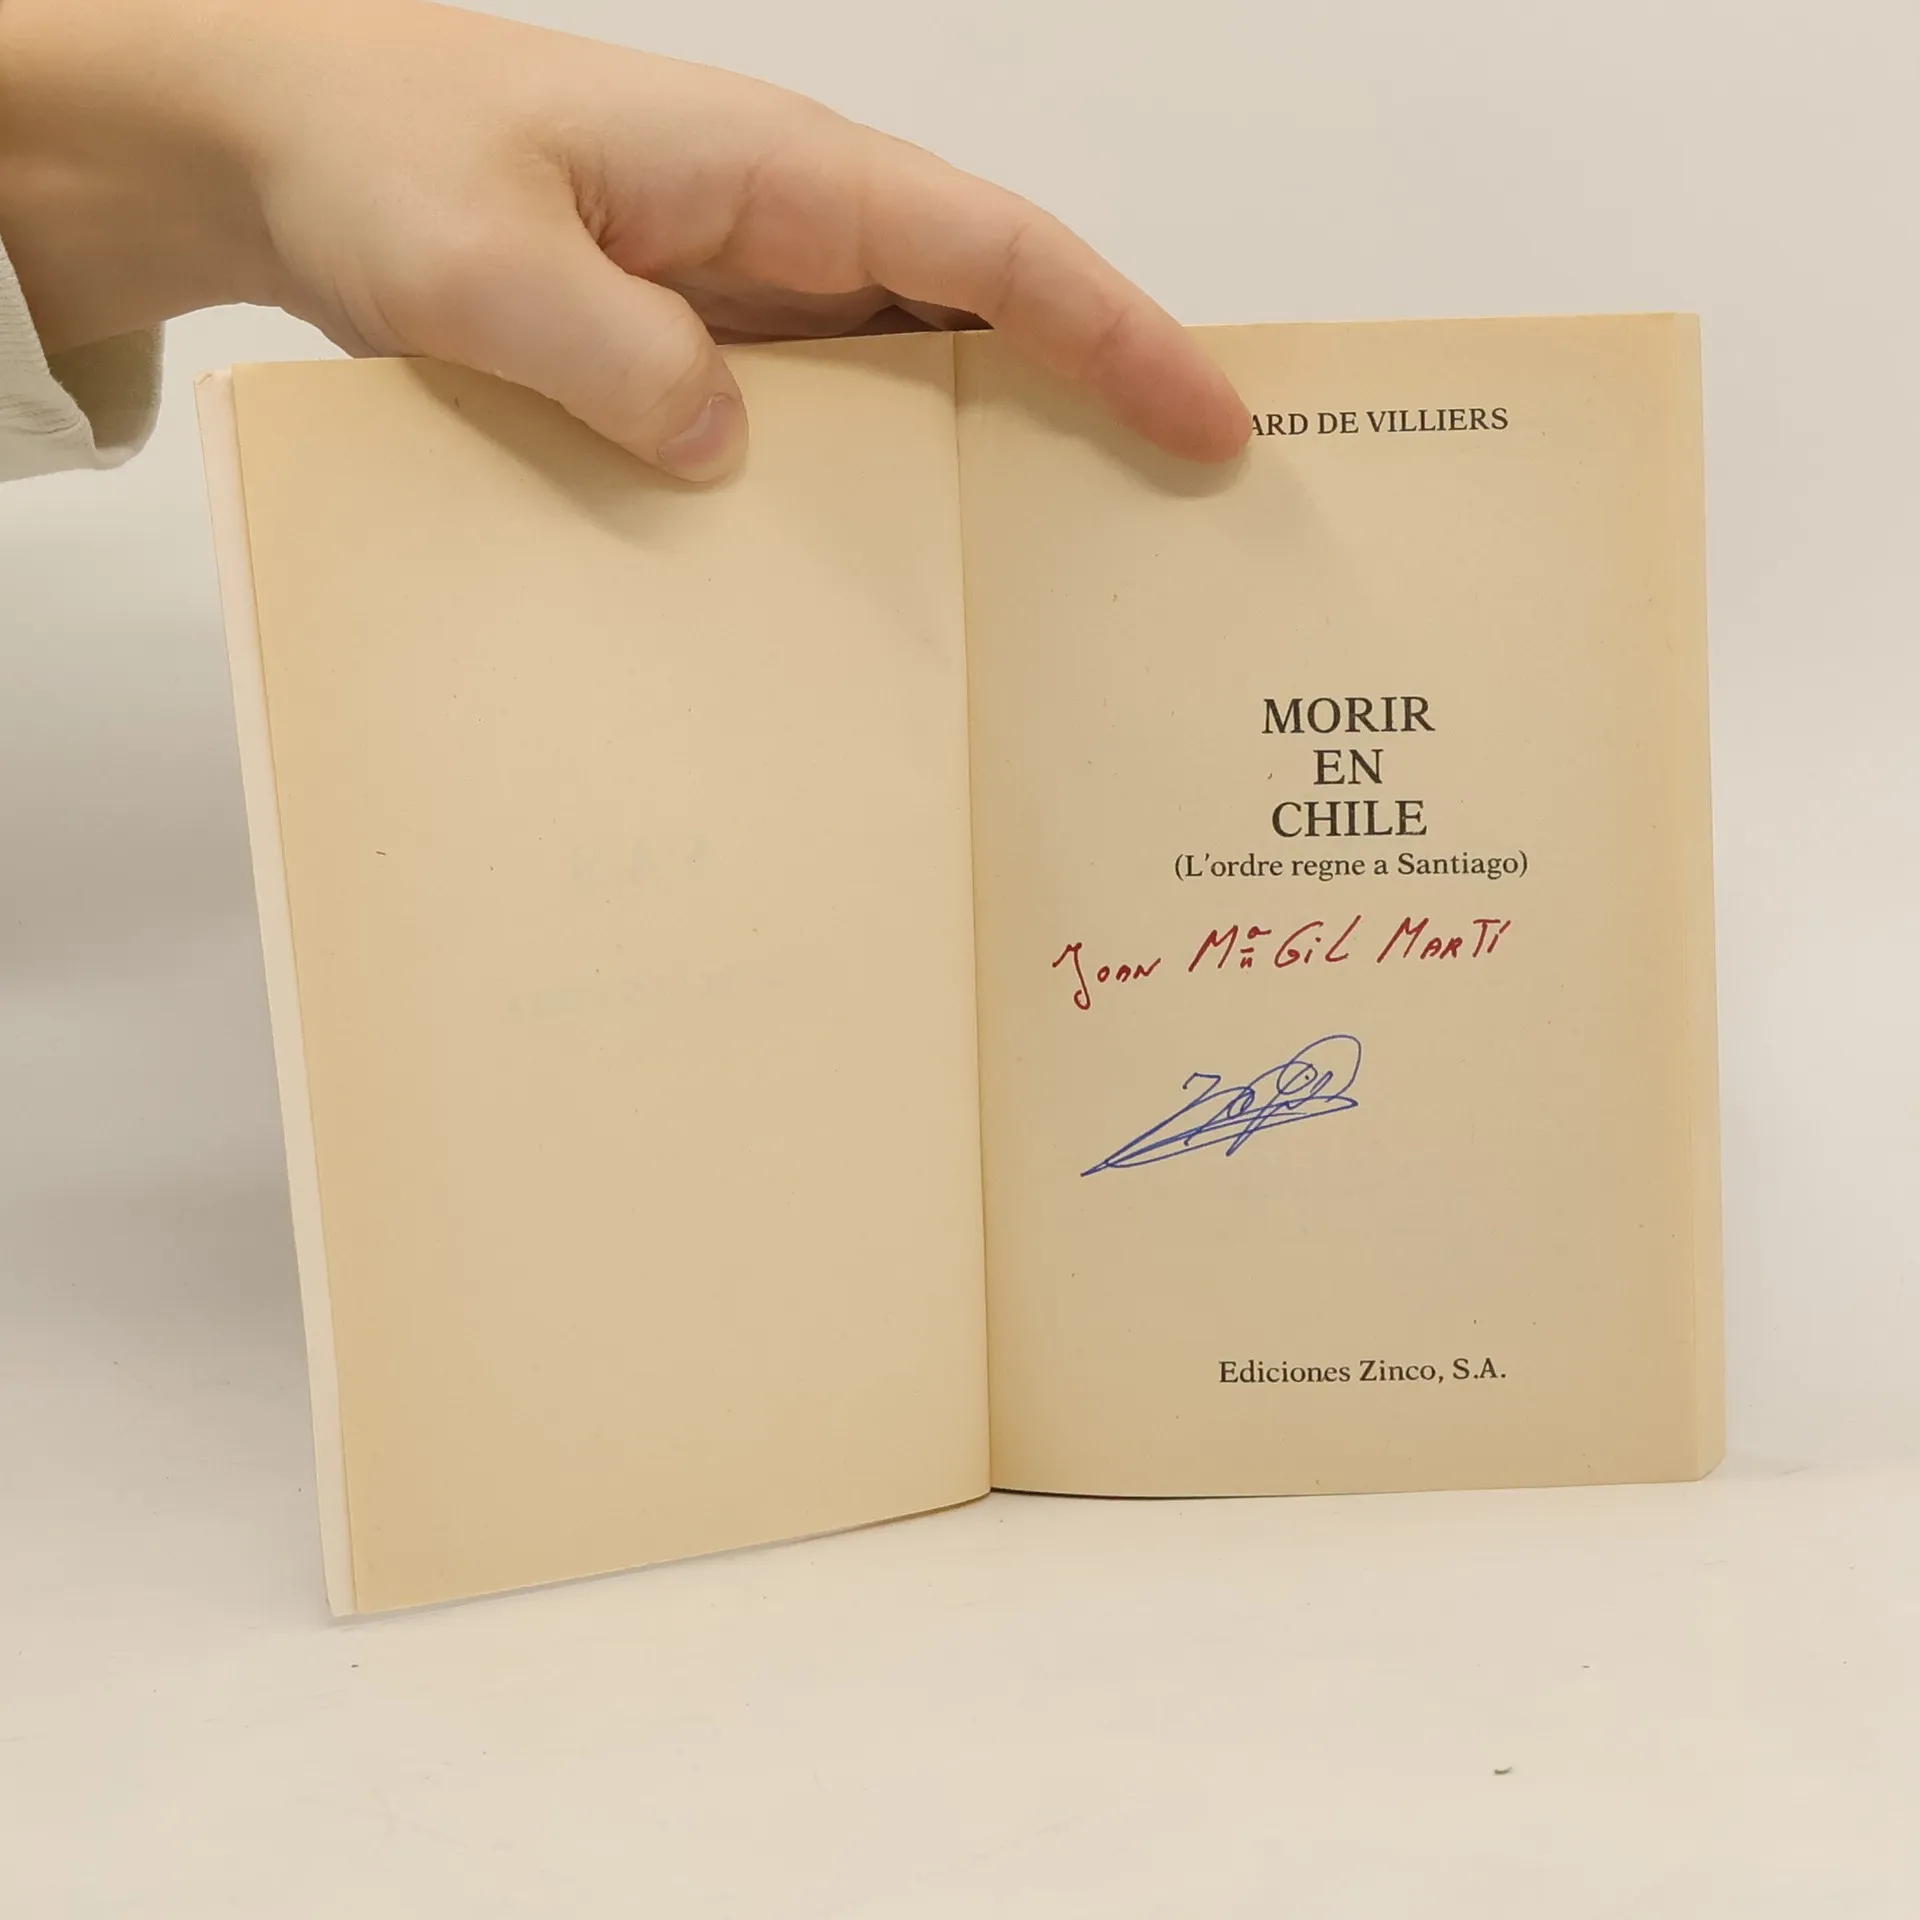 ARD DE VILLIERS
MORIR
EN
CHILE
(L'ordre regne a Santiago)
Joan Mª Gil Martí
Ediciones Zinco, S.A.